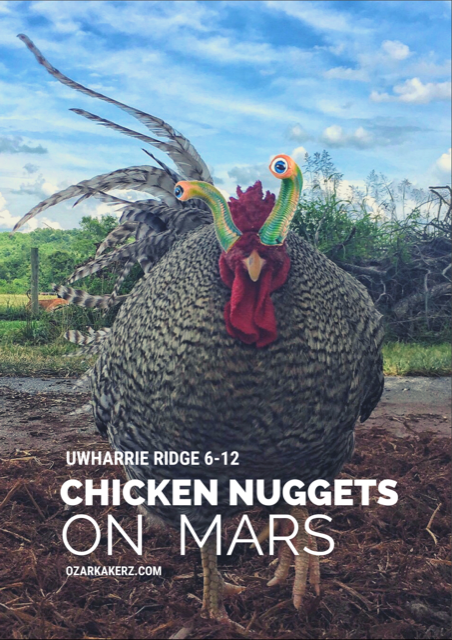 UWHARRIE RIDGE 6-12
CHICKEN NUGGETS
ON MARS
OZARKAKERZ.COM